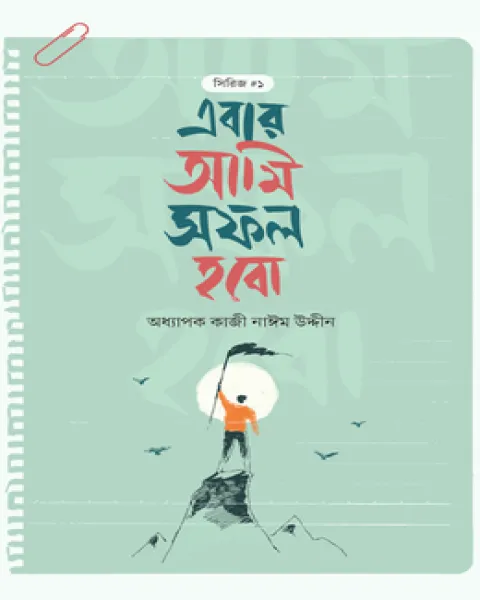 সিরিজ #১
এবার
আমি
সফল
হবো
অধ্যাপক কাজী নাঈম উদ্দীন